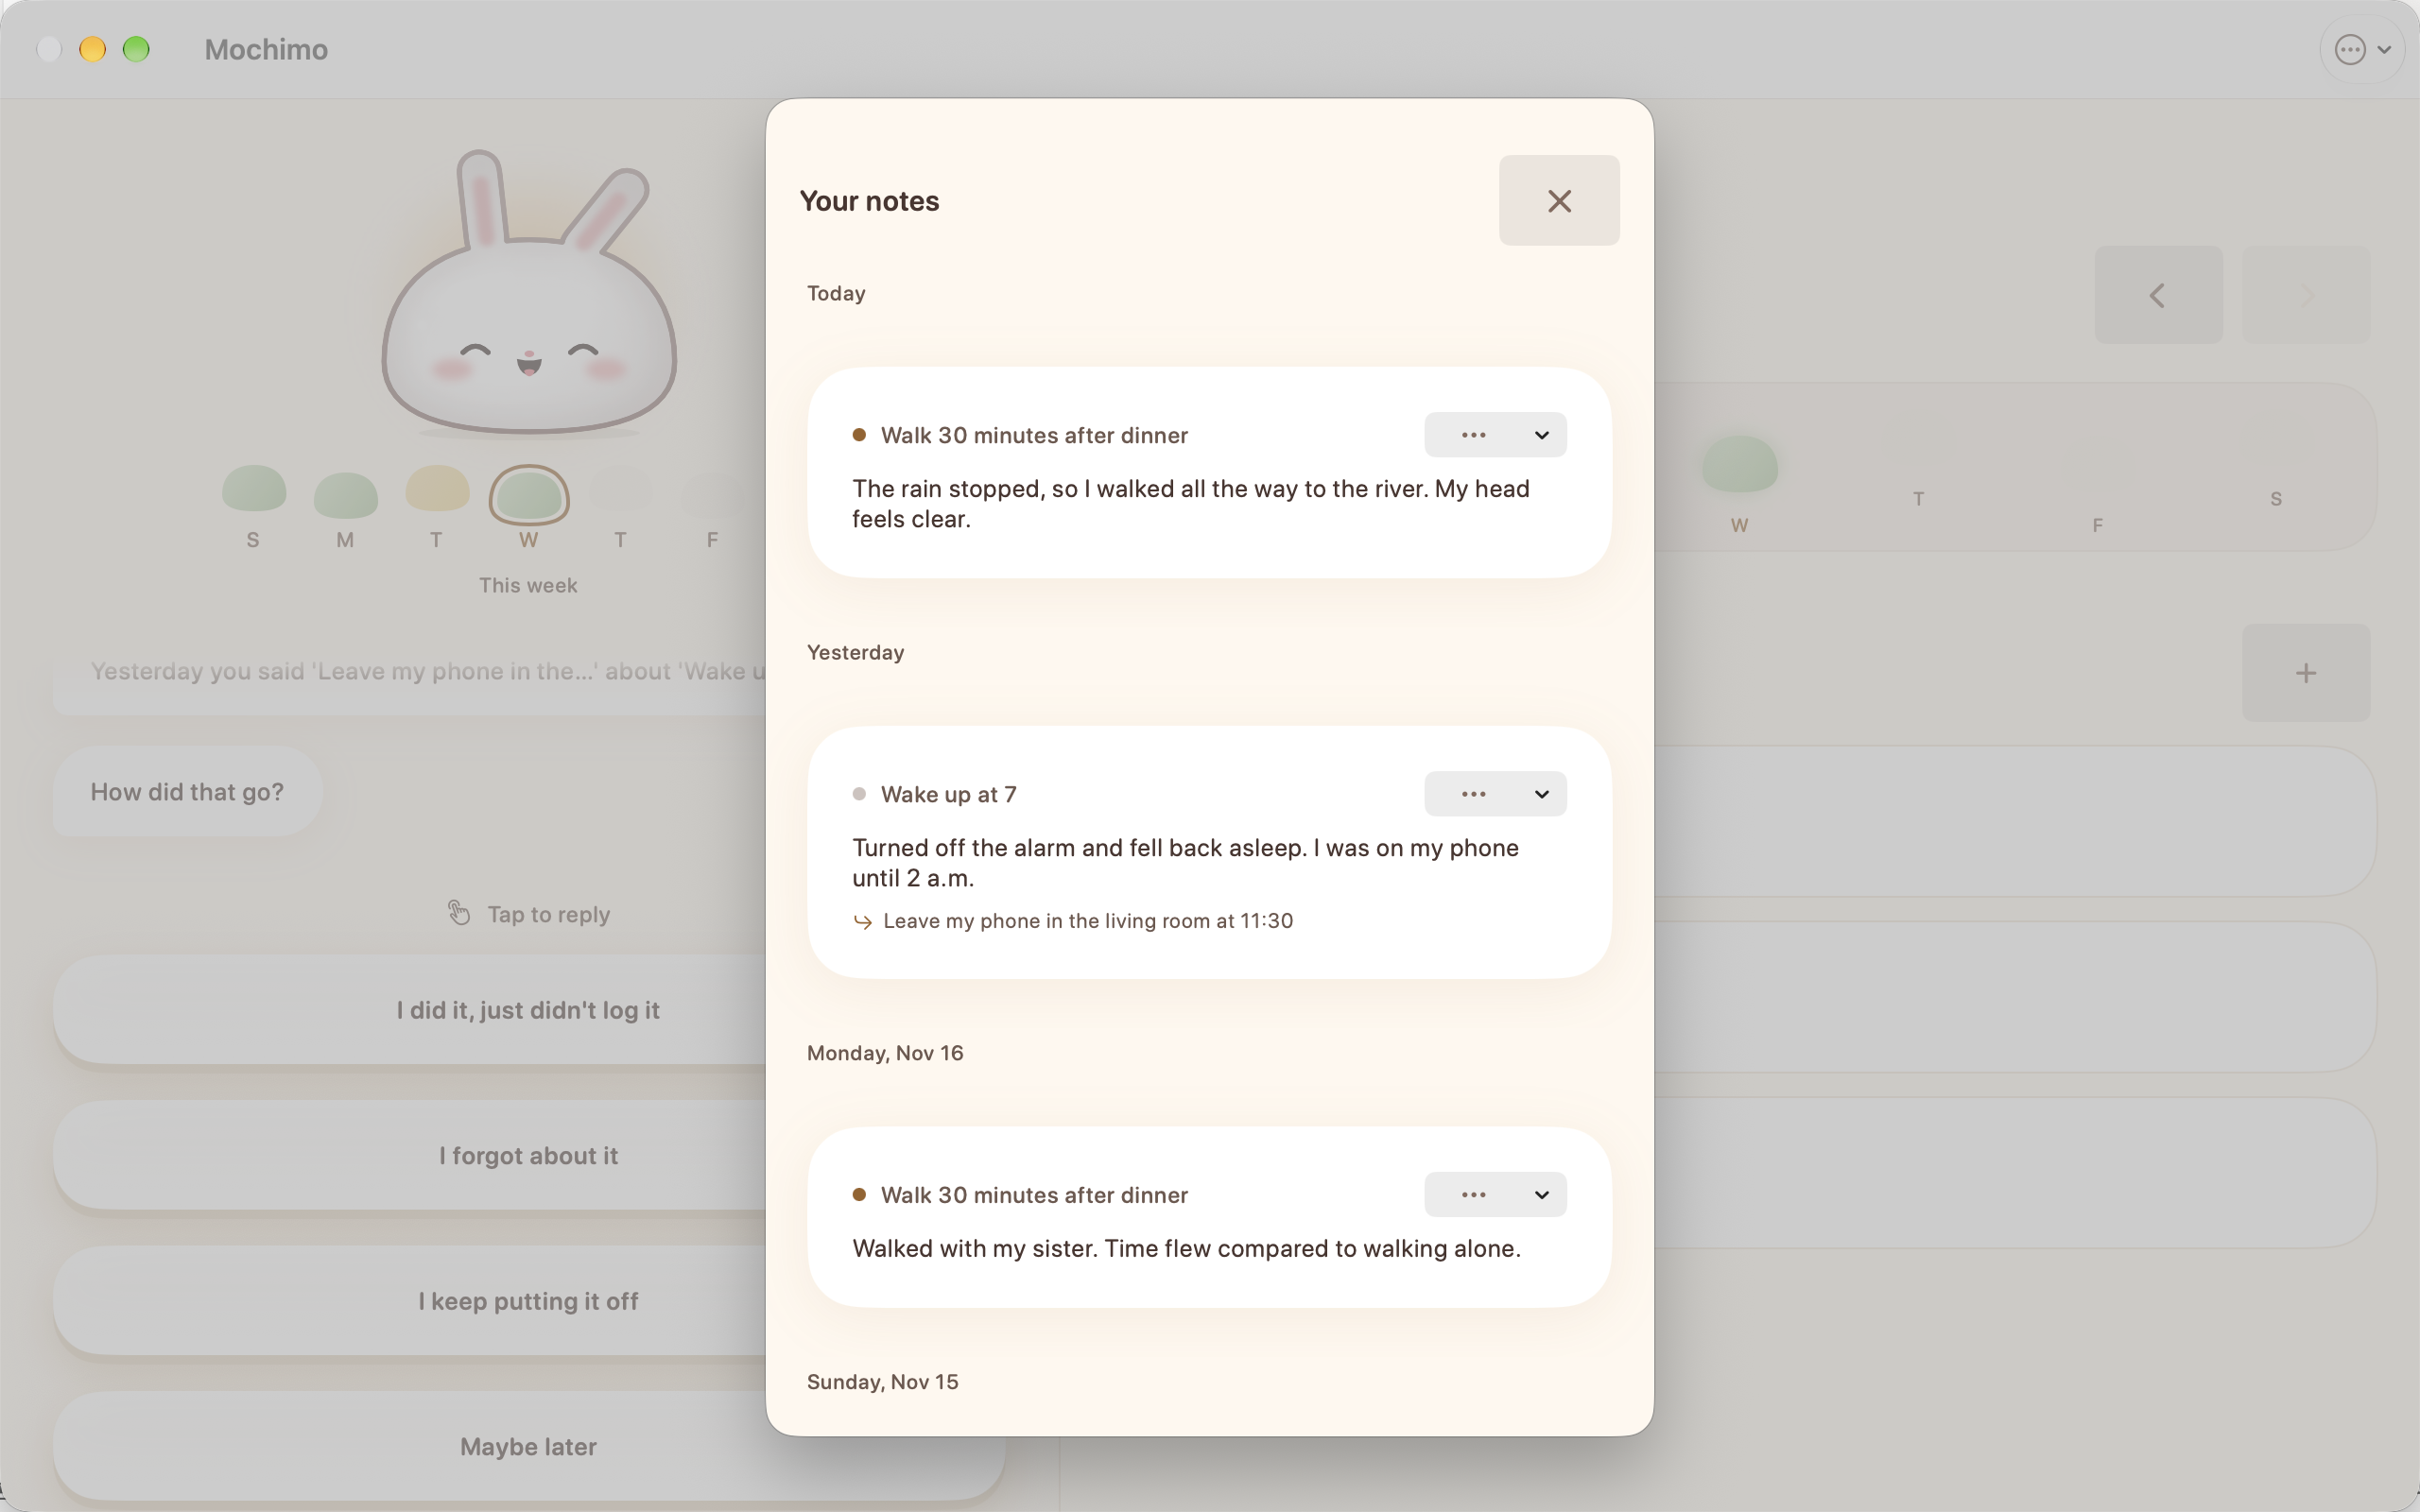 Mochimo
S M T W T F
This week
Yesterday you said 'Leave my phone in the...' about 'Wake u
How did that go?
Tap to reply
I did it, just didn't log it
I forgot about it
I keep putting it off
Maybe later
Your notes
Today
Walk 30 minutes after dinner
The rain stopped, so I walked all the way to the river. My head
feels clear.
Yesterday
Wake up at 7
Turned off the alarm and fell back asleep. I was on my phone
until 2 a.m.
Leave my phone in the living room at 11:30
Monday, Nov 16
Walk 30 minutes after dinner
Walked with my sister. Time flew compared to walking alone.
Sunday, Nov 15
W T F S